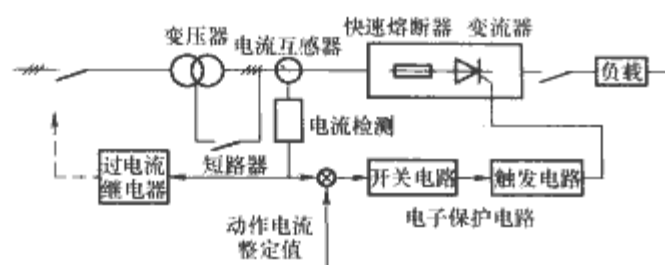 变压器
电流互感器
快速熔断器
变流器
负载
电流检测
短路器
过电流
继电器
开关电路
触发电路
电子保护电路
动作电流
整定值